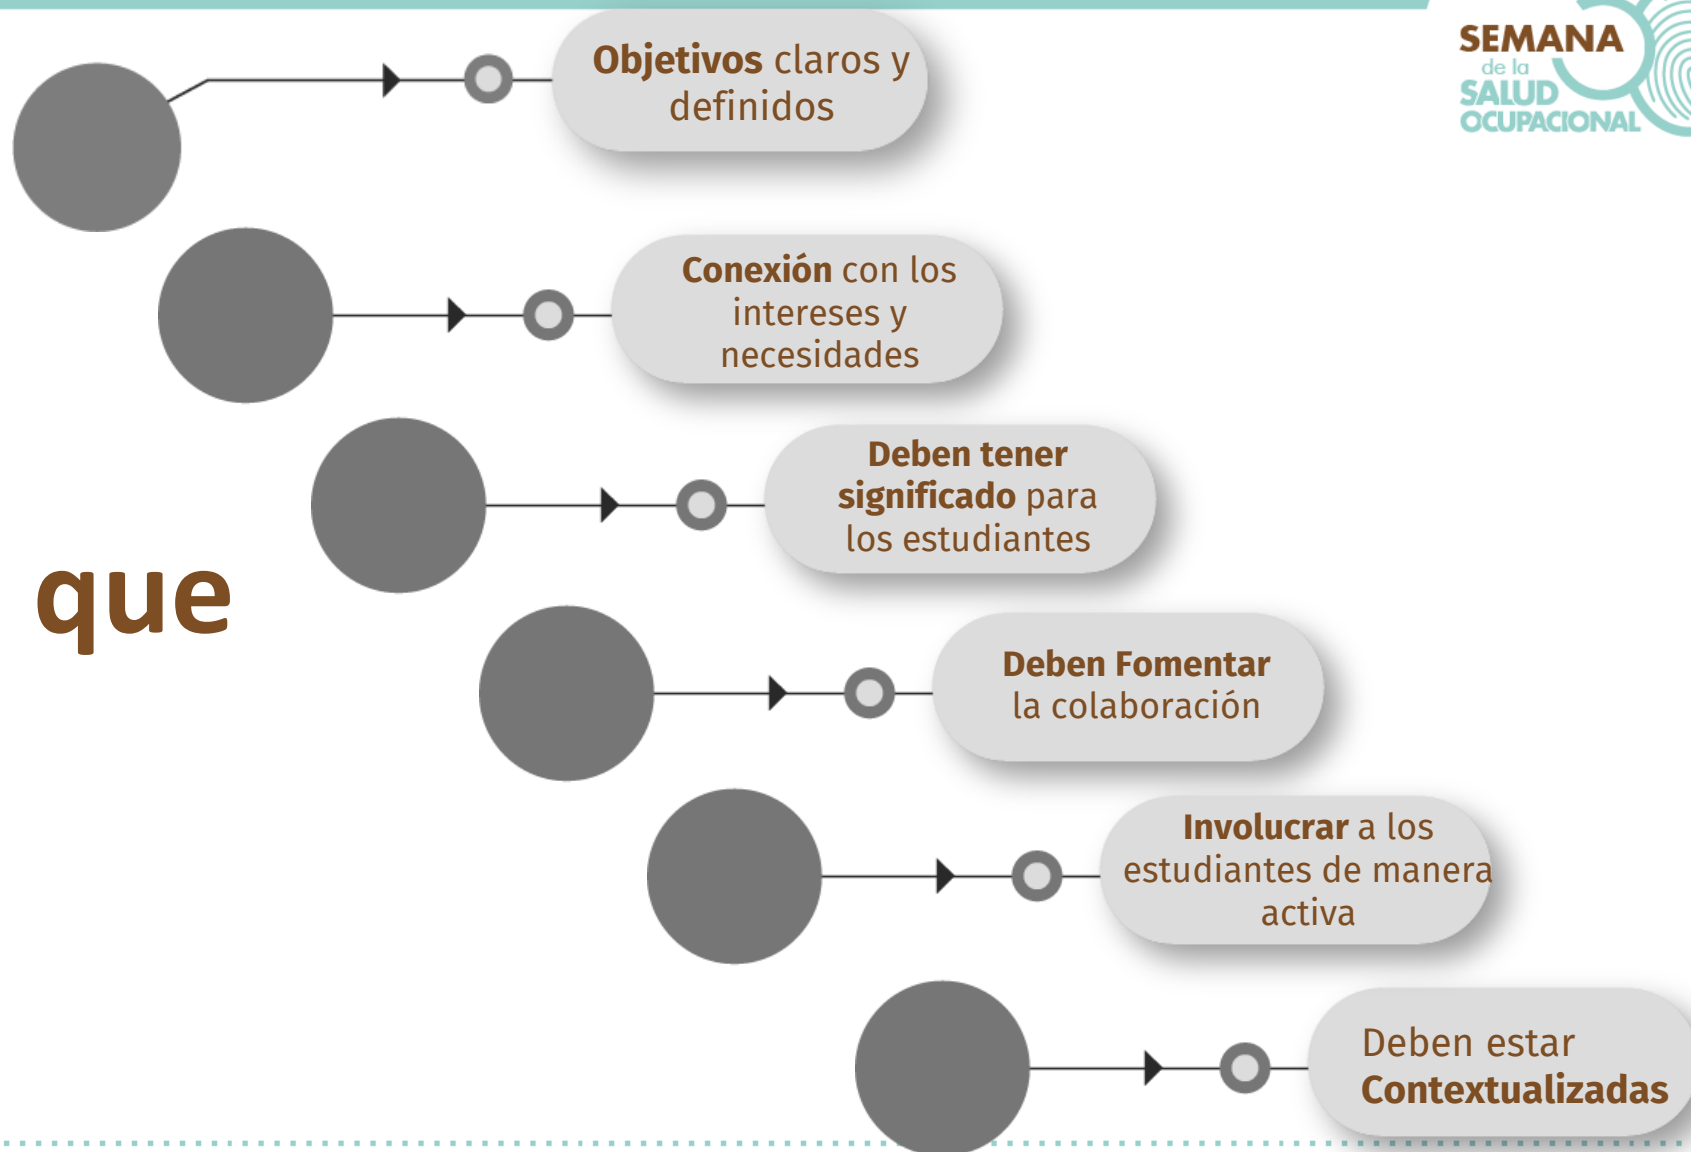 SEMANA
de la
SALUD
OCUPACIONAL
Objetivos claros y
definidos
Conexión con los
intereses y
necesidades
Deben tener
significado para
los estudiantes
que
Deben Fomentar
la colaboración
Involucrar a los
estudiantes de manera
activa
Deben estar
Contextualizadas